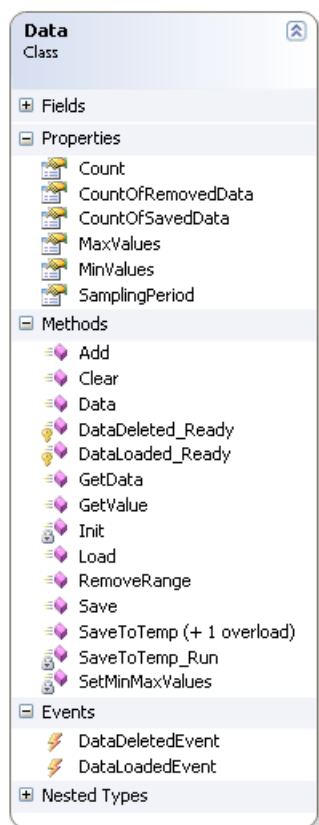 Data
Class
Fields
Properties
Count
CountOfRemovedData
CountOfSavedData
MaxValues
MinValues
SamplingPeriod
Methods
Add
Clear
Data
DataDeleted_Ready
DataLoaded_Ready
GetData
GetValue
Init
Load
RemoveRange
Save
SaveToTemp (+ 1 overload)
SaveToTemp_Run
SetMinMaxValues
Events
DataDeletedEvent
DataLoadedEvent
Nested Types